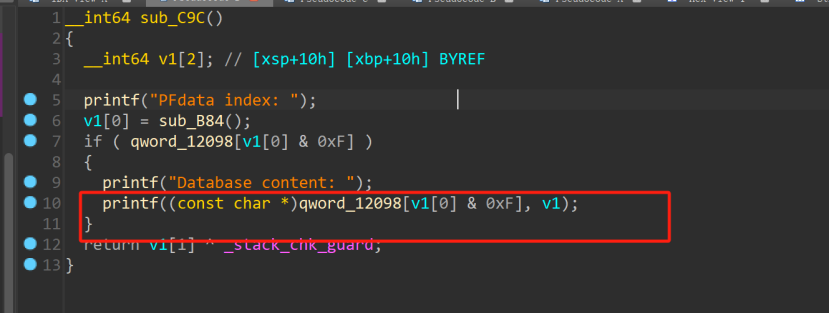 __int64 sub_C9C()
1
{
2
__int64 v1[2]; // [xsp+10h] [xbp+10h] BYREF
3
4
printf("PFdata index: ");
5
v1[0] = sub_B84();
6
if ( qword_12098[v1[0] & 0xF] )
7
{
8
printf("Database content: ");
9
printf((const char *)qword_12098[v1[0] & 0xF], v1);
10
}
11
return v1[1] ^ _stack_chk_guard;
12
}
13